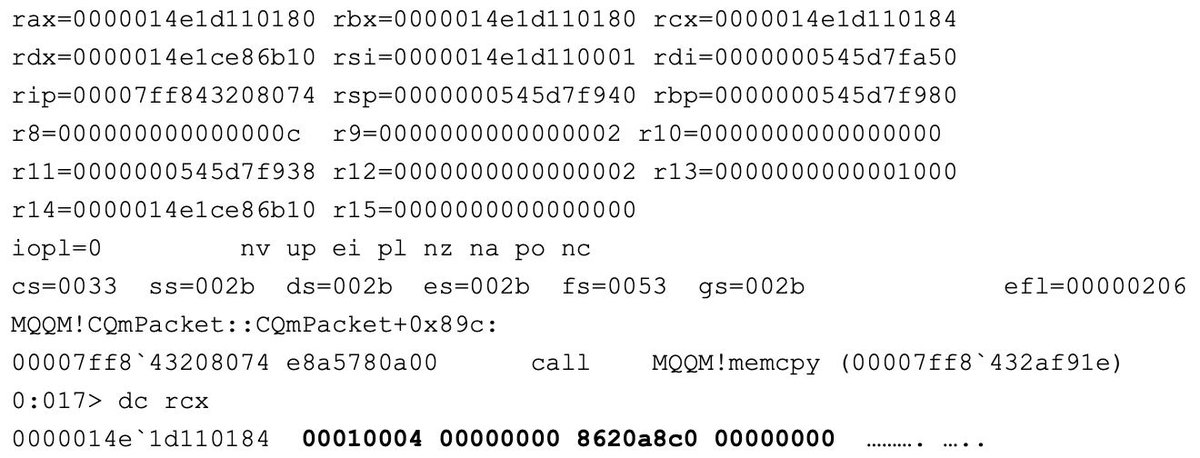 rax=0000014e1d110180 rbx=0000014e1d110180 rcx=0000014e1d110184
rdx=0000014e1ce86b10 rsi=0000014e1d110001 rdi=0000000545d7fa50
rip=00007ff843208074 rsp=0000000545d7f940 rbp=0000000545d7f980
r8=000000000000000c r9=0000000000000002 r10=0000000000000000
r11=0000000545d7f938 r12=0000000000000002 r13=0000000000001000
r14=0000014e1ce86b10 r15=0000000000000000
iopl=0 nv up ei pl nz na po nc
cs=0033 ss=002b ds=002b es=002b fs=0053 gs=002b efl=00000206
MQQM!CQmPacket::CQmPacket+0x89c:
00007ff8`43208074 e8a5780a00 call MQQM!memcpy (00007ff8`432af91e)
0:017> dc rcx
0000014e`1d110184 00010004 00000000 8620a8c0 00000000 ………. …..